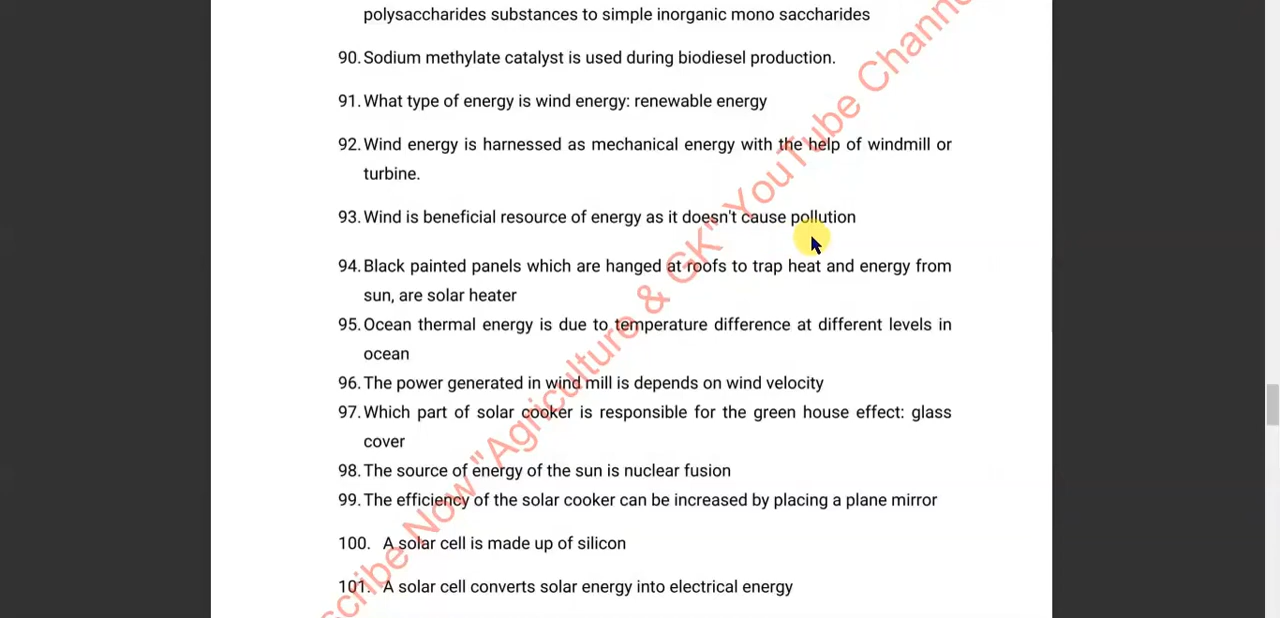 polysaccharides substances to simple inorganic mono saccharides
90. Sodium methylate catalyst is used during biodiesel production.
91. What type of energy is wind energy: renewable energy
92. Wind energy is harnessed as mechanical energy with the help of windmill or
turbine.
93. Wind is beneficial resource of energy as it doesn't cause pollution
94. Black painted panels which are hanged at roofs to trap heat and energy from
sun, are solar heater
95. Ocean thermal energy is due to temperature difference at different levels in
ocean
96. The power generated in wind mill is depends on wind velocity
97. Which part of solar cooker is responsible for the green house effect: glass
cover
98. The source of energy of the sun is nuclear fusion
99. The efficiency of the solar cooker can be increased by placing a plane mirror
100. A solar cell is made up of silicon
101. A solar cell converts solar energy into electrical energy
scribe Now "Agriculture & GK" YouTube Channe